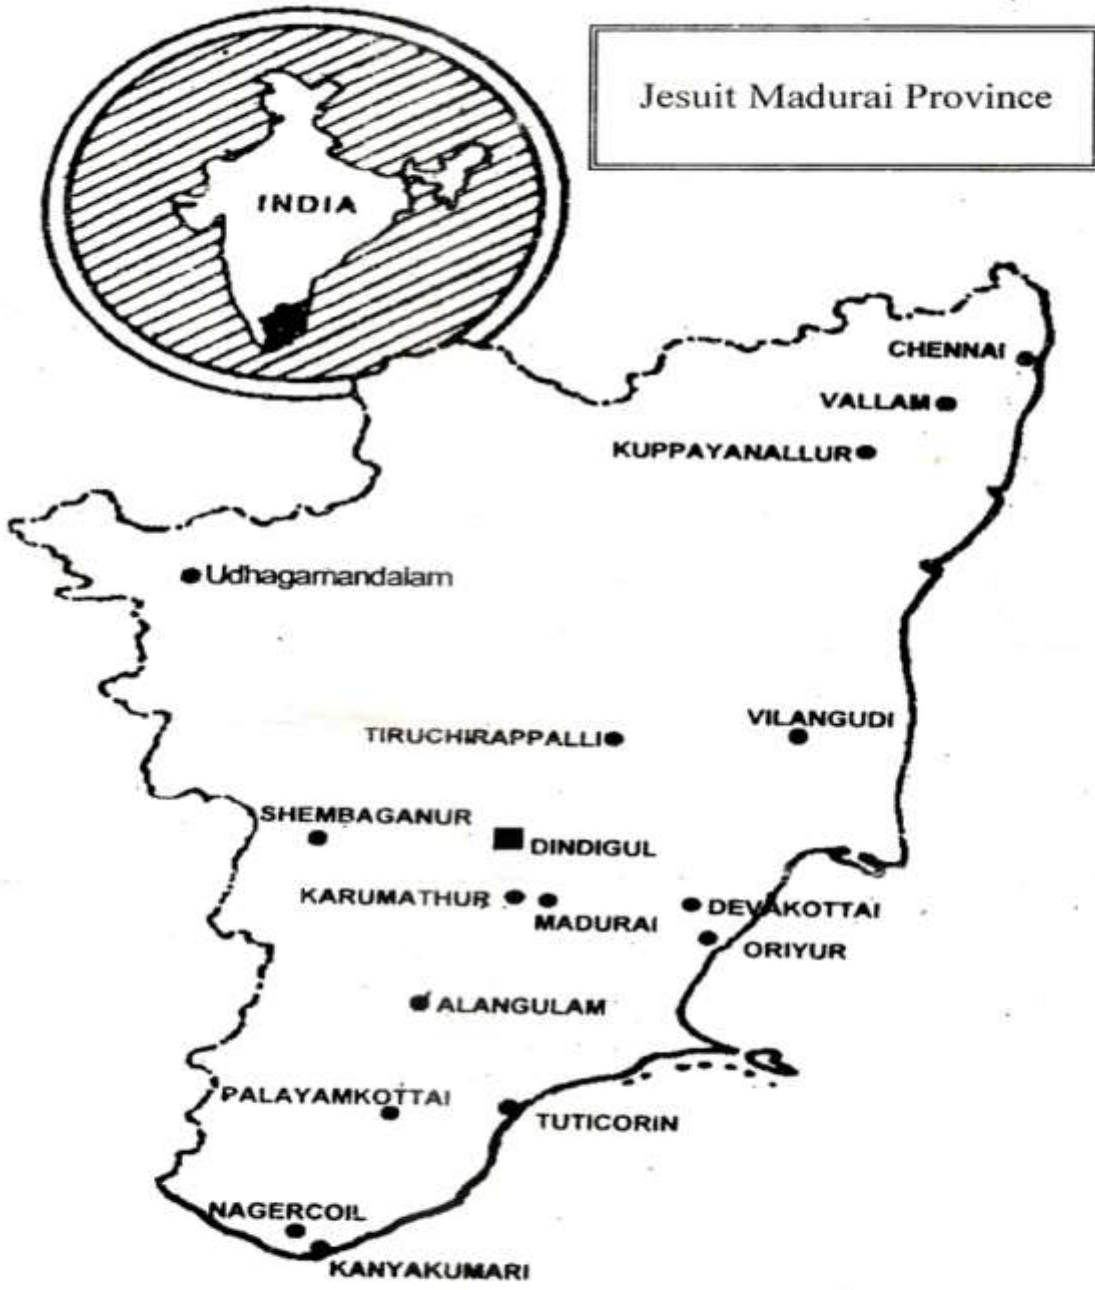 Jesuit Madurai Province
INDIA
CHENNAI
VALLAM
KUPPAYANALLUR
Udhagamandalam
VILANGUDI
TIRUCHIRAPPALLI
SHEMBAGANUR
DINDIGUL
KARUMATHUR
MADURAI
DEVAKOTTAI
ORIYUR
ALANGULAM
PALAYAMKOTTAI
TUTICORIN
NAGERCOIL
KANYAKUMARI